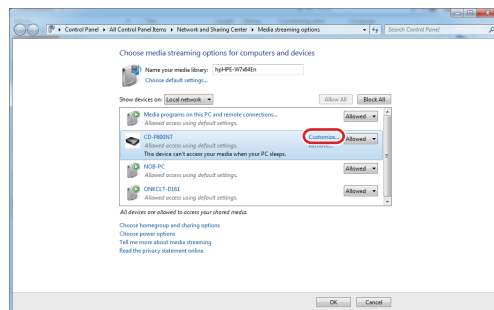 Control Panel ▸ All Control Panel Items ▸ Network and Sharing Center ▸ Media streaming options
Search Control Panel
Choose media streaming options for computers and devices
Name your media library: hpHPE-W7x64En
Choose default settings...
Show devices on: Local network
Allow All
Block All
Media programs on this PC and remote connections...
Allowed
Allowed access using default settings.
CD-P800NT
Customize...
Allowed
Allowed access using default settings.
This device can't access your media when your PC sleeps.
NOB-PC
Allowed
Allowed access using default settings.
ONKCLT-D161
Allowed
Allowed access using default settings.
All devices are allowed to access your shared media.
Choose homegroup and sharing options
Choose power options
Tell me more about media streaming
Read the privacy statement online
OK
Cancel